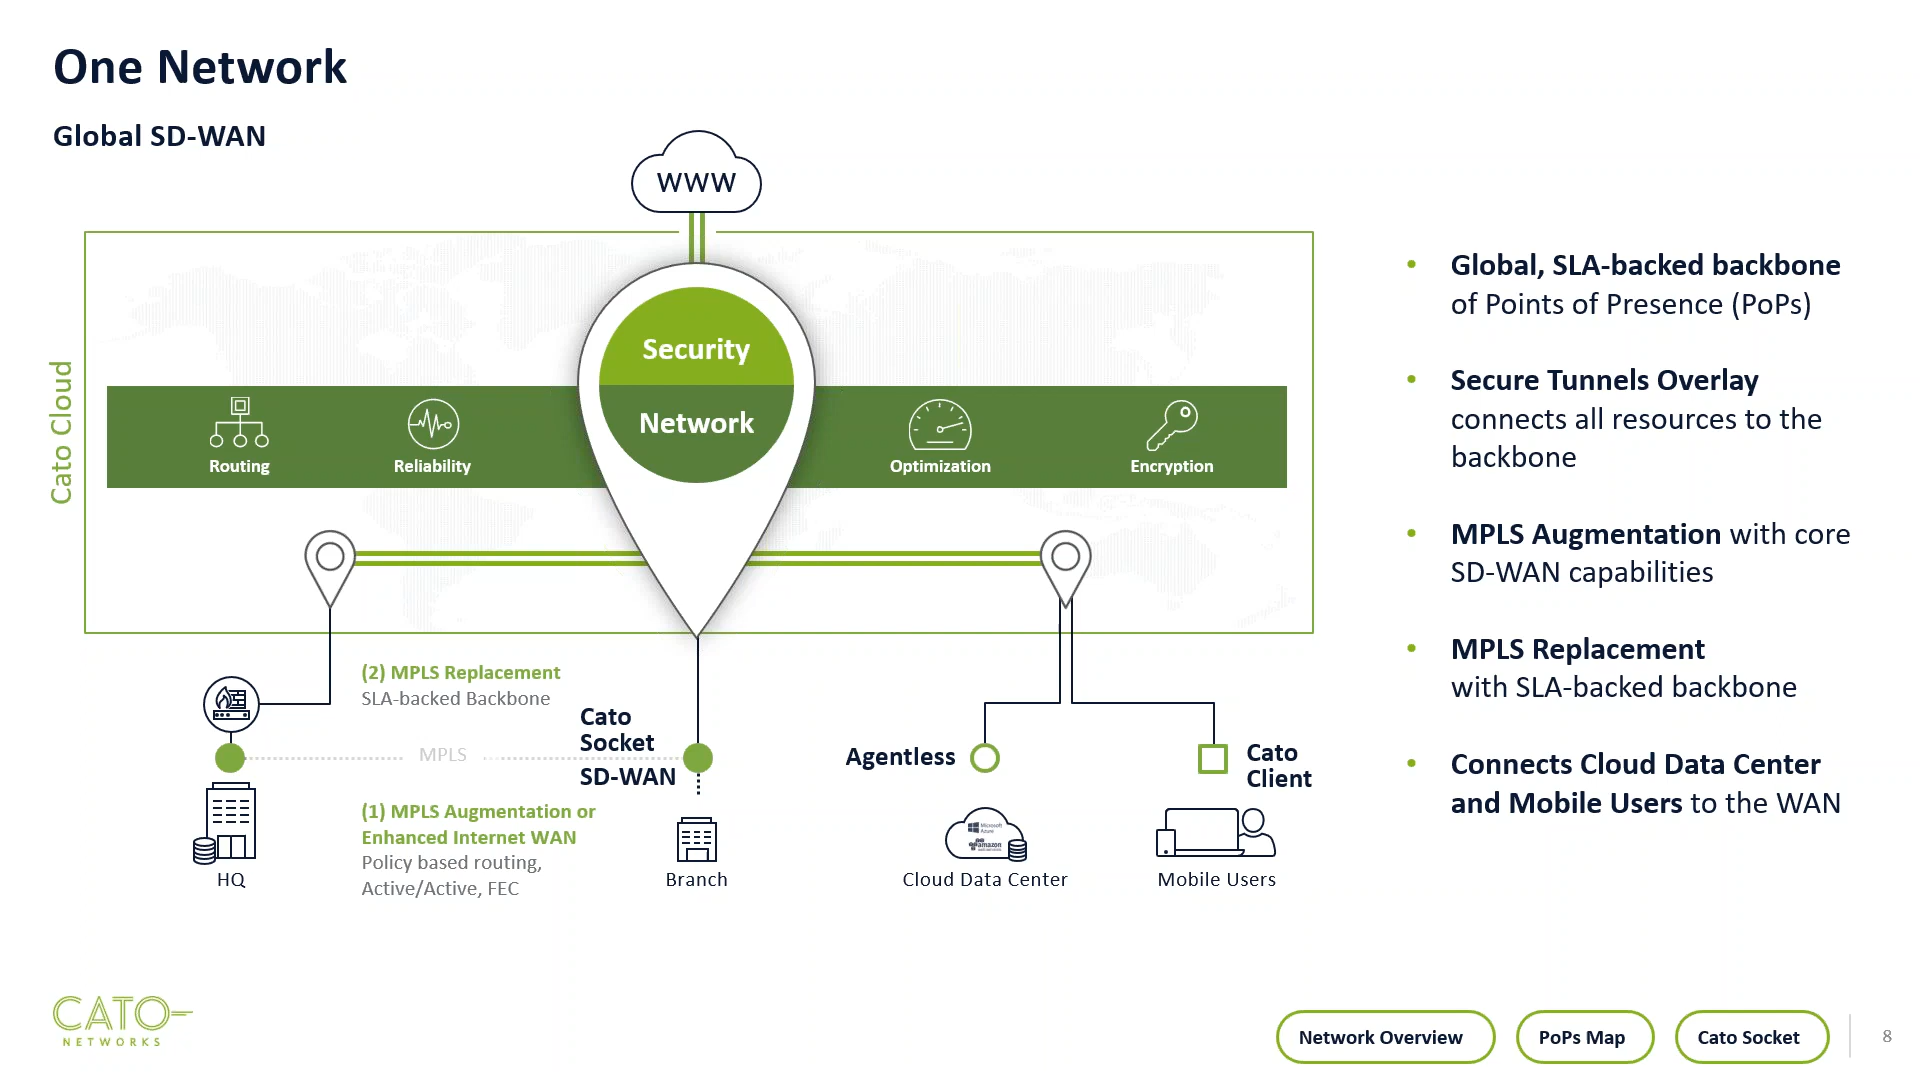 One Network
Global SD-WAN
WWW
Cato Cloud
Security
Network
Routing
Reliability
Optimization
Encryption
(2) MPLS Replacement
SLA-backed Backbone
MPLS
Cato
Socket
SD-WAN
(1) MPLS Augmentation or
Enhanced Internet WAN
Policy based routing,
Active/Active, FEC
HQ
Branch
Agentless
Microsoft
Azure
amazon
Cloud Data Center
Cato
Client
Mobile Users
• Global, SLA-backed backbone
of Points of Presence (PoPs)
• Secure Tunnels Overlay
connects all resources to the
backbone
• MPLS Augmentation with core
SD-WAN capabilities
• MPLS Replacement
with SLA-backed backbone
• Connects Cloud Data Center
and Mobile Users to the WAN
CATO
NETWORKS
Network Overview
PoPs Map
Cato Socket
8